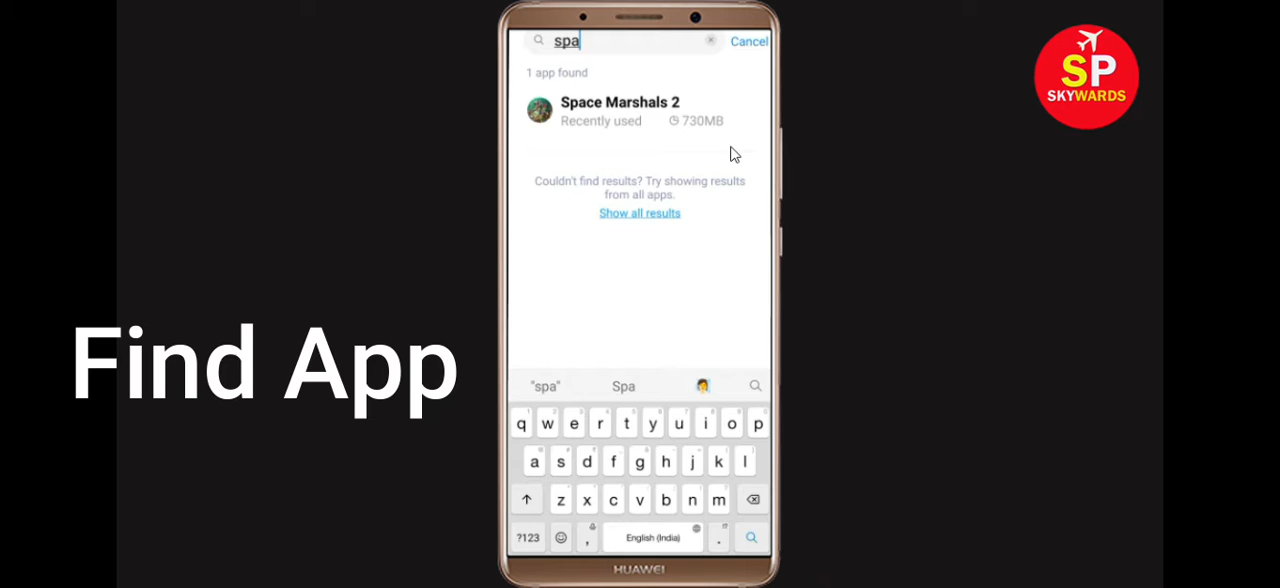 spa
Cancel
1 app found
Space Marshals 2
Recently used 730MB
Couldn't find results? Try showing results
from all apps.
Show all results
SP
SKYWARDS
Find App
"spa" Spa
q w e r t y u i o p
a s d f g h j k l
z x c v b n m
?123 , English (India) .
HUAWEI